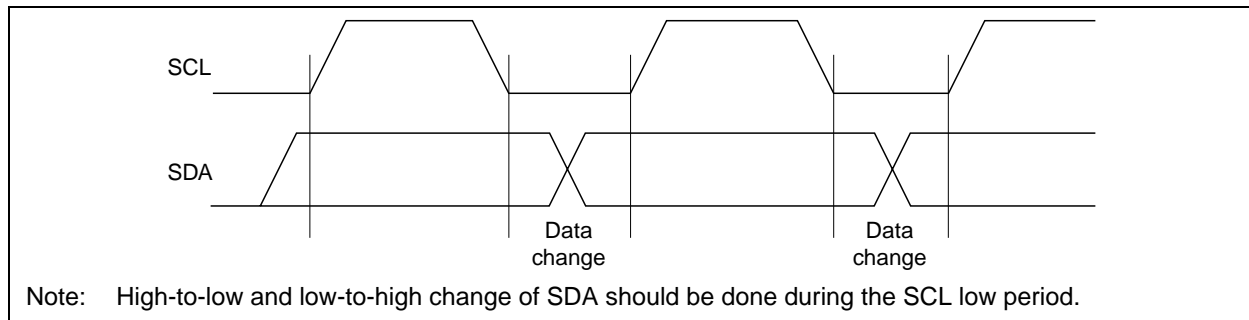 SCL
SDA
Data
change
Data
change
Note: High-to-low and low-to-high change of SDA should be done during the SCL low period.